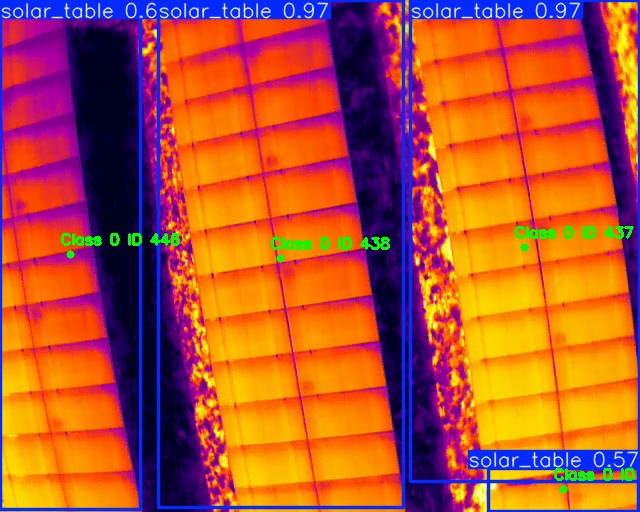 solar_table 0.6
solar_table 0.97
solar_table 0.97
Class 0 ID 446
Class 0 ID 438
Class 0 ID 437
solar_table 0.57
Class 0 ID